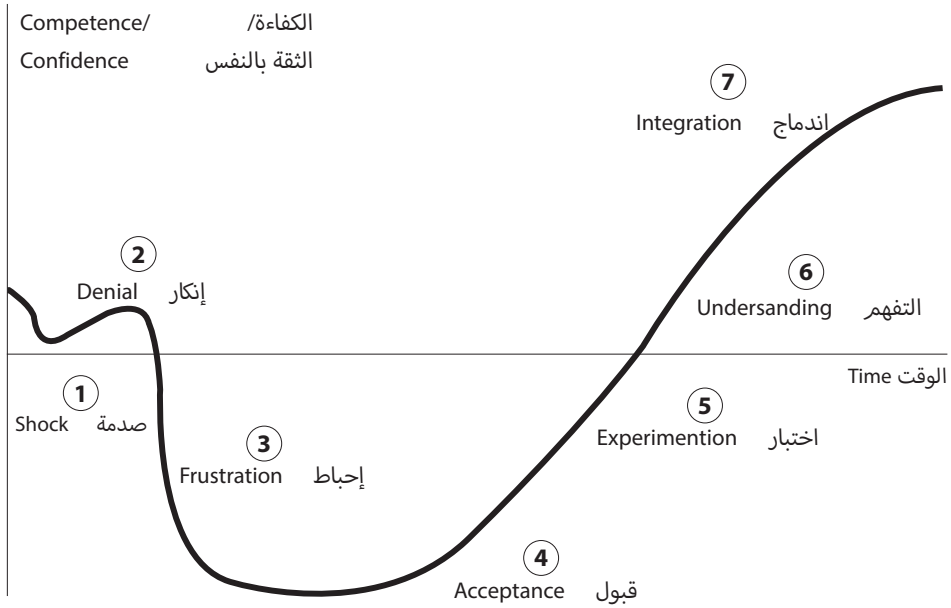 Competence/ الكفاءة/
Confidence الثقة بالنفس
7
Integration اندماج
2
Denial إنكار
6
Undersanding التفهم
Time الوقت
1
Shock صدمة
5
Experimention اختبار
3
Frustration إحباط
4
Acceptance قبول